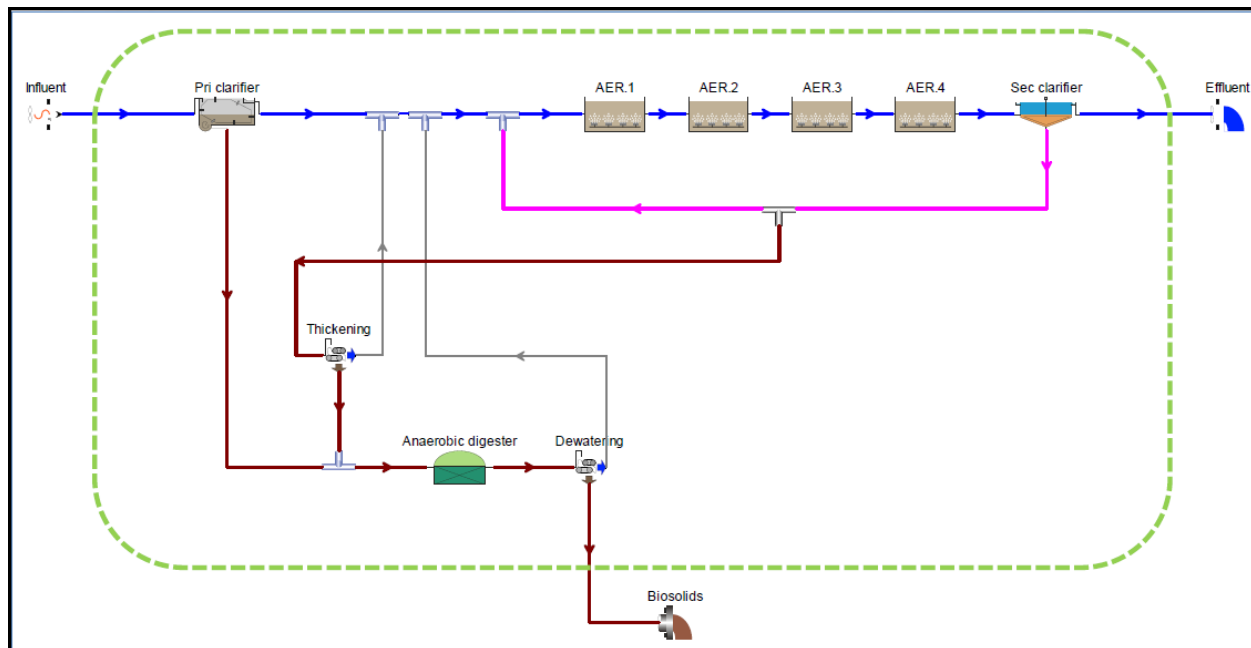 Influent
Pri clarifier
AER.1
AER.2
AER.3
AER.4
Sec clarifier
Effluent
Thickening
Anaerobic digester
Dewatering
Biosolids